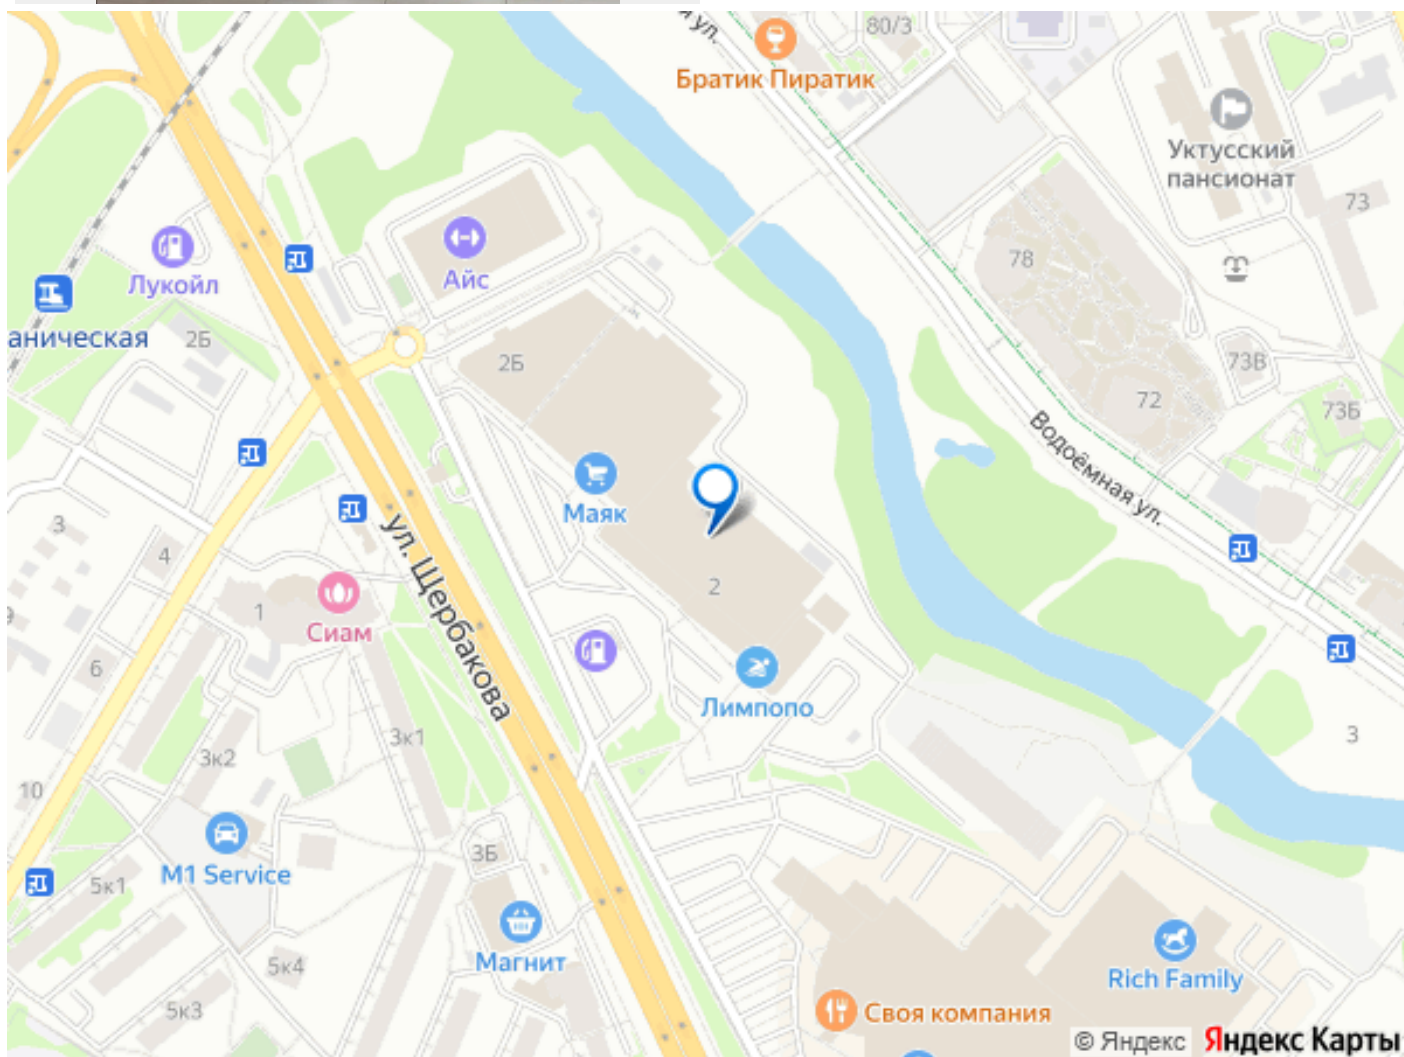 я ул.
80/3
Братик Пиратик
Уктусский
пансионат
73
Лукойл
Айс
78
аническая
2Б
2Б
73В
72
73Б
Водоёмная ул.
Маяк
3
4
ул. Щербакова
2
1
Сиам
6
Лимпопо
3к1
3
3к2
10
M1 Service
3Б
5к1
Магнит
5к4
Rich Family
5к3
Своя компания
© Яндекс Яндекс Карты